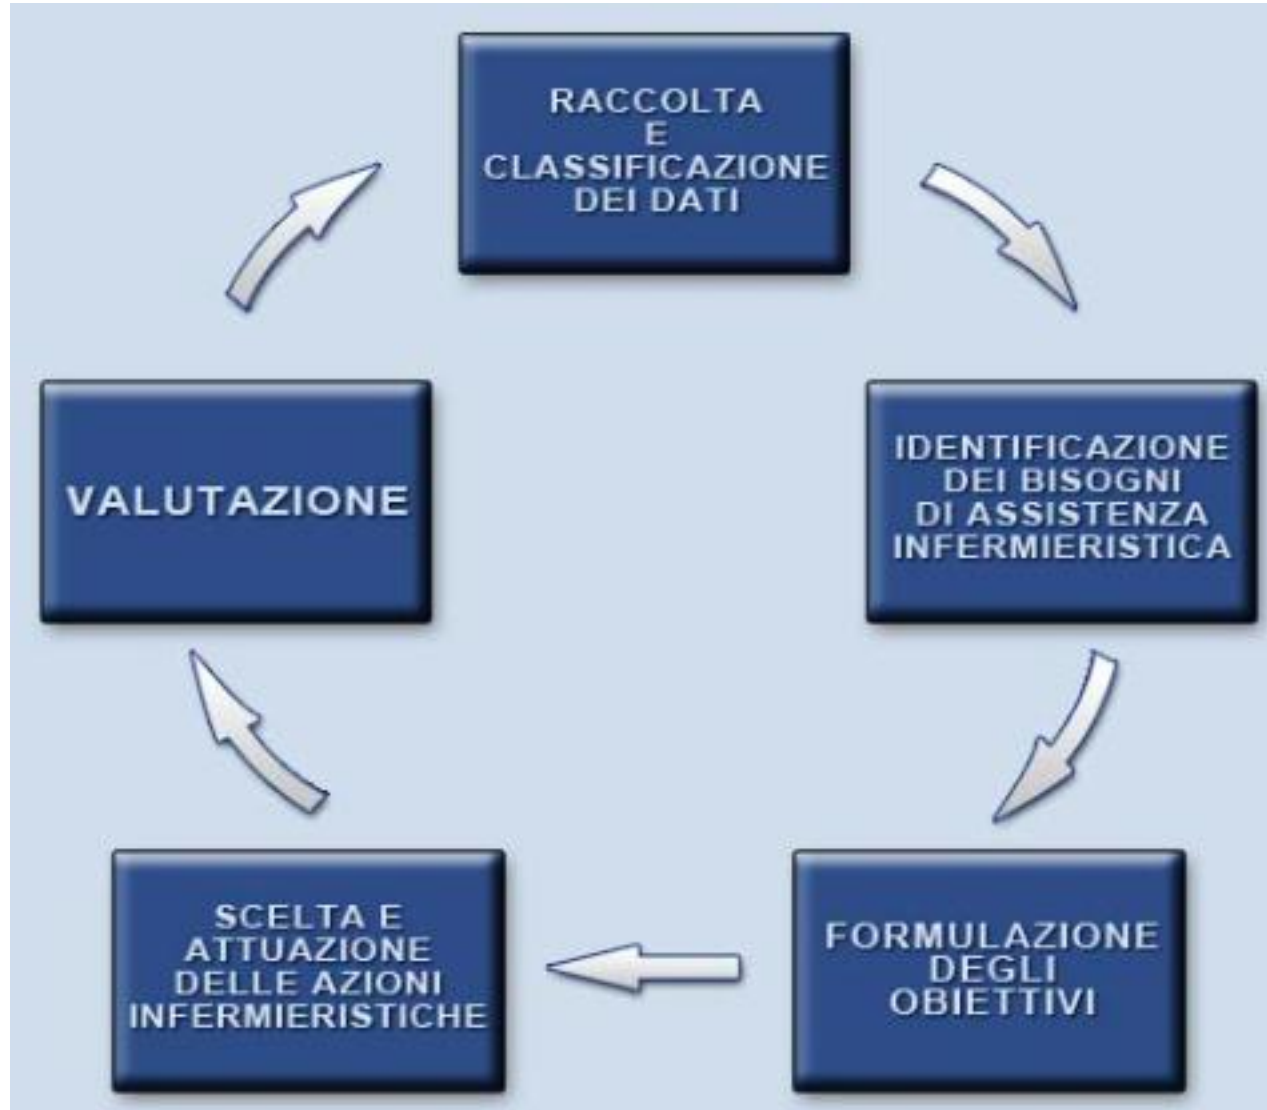 RACCOLTA
E
CLASSIFICAZIONE
DEI DATI
IDENTIFICAZIONE
DEI BISOGNI
DI ASSISTENZA
INFERMIERISTICA
FORMULAZIONE
DEGLI
OBIETTIVI
SCELTA E
ATTUAZIONE
DELLE AZIONI
INFERMIERISTICHE
VALUTAZIONE